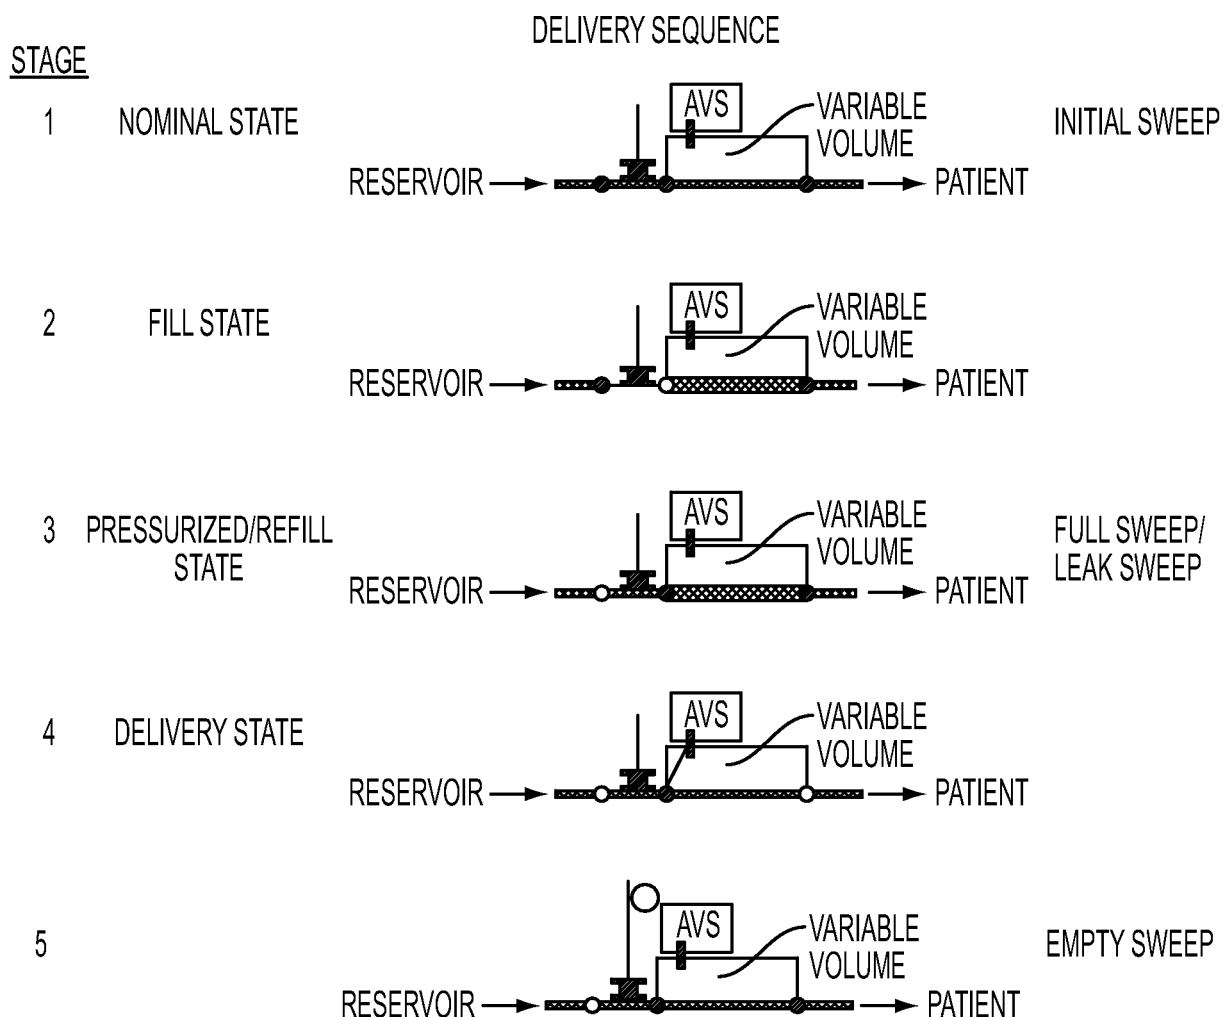 DELIVERY SEQUENCE
STAGE
1 NOMINAL STATE AVS VARIABLE INITIAL SWEEP
VOLUME
RESERVOIR PATIENT
2 FILL STATE AVS VARIABLE
VOLUME
RESERVOIR PATIENT
3 PRESSURIZED/REFILL AVS VARIABLE FULL SWEEP/
STATE VOLUME LEAK SWEEP
RESERVOIR PATIENT
4 DELIVERY STATE AVS VARIABLE
VOLUME
RESERVOIR PATIENT
5 AVS VARIABLE EMPTY SWEEP
VOLUME
RESERVOIR PATIENT